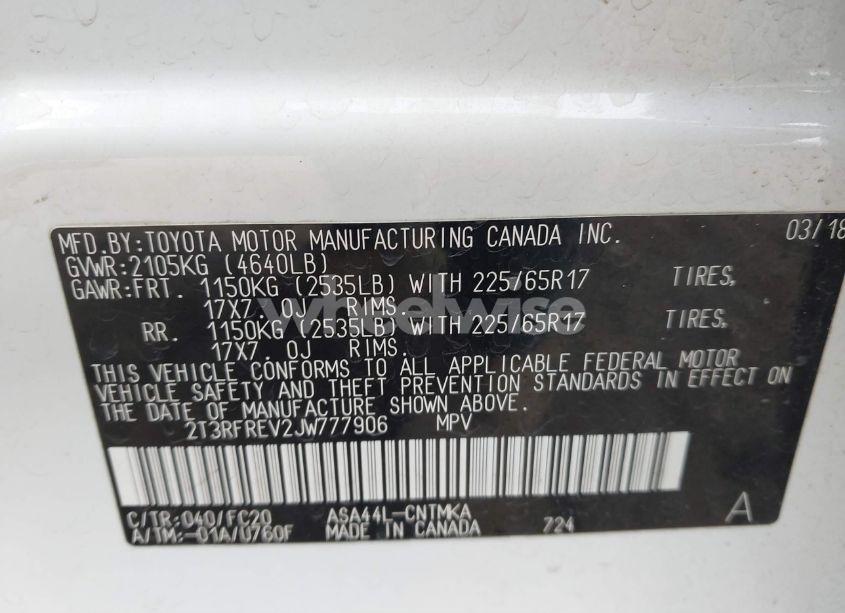 MFD.BY:TOYOTA MOTOR MANUFACTURING CANADA INC. 03/18
GVWR:2105KG (4640LB)
GAWR:FRT. 1150KG (2535LB) WITH 225/65R17 TIRES,
17X7.0J RIMS.
RR. 1150KG (2535LB) WITH 225/65R17 TIRES,
17X7.0J RIMS.
wheelwise
THIS VEHICLE CONFORMS TO ALL APPLICABLE FEDERAL MOTOR
VEHICLE SAFETY AND THEFT PREVENTION STANDARDS IN EFFECT ON
THE DATE OF MANUFACTURE SHOWN ABOVE.
2T3RFREV2JW777906 MPV
C/TR:040/FC20 ASA44L-CNTMKA
A/TM:-01A/U760F MADE IN CANADA 724 A